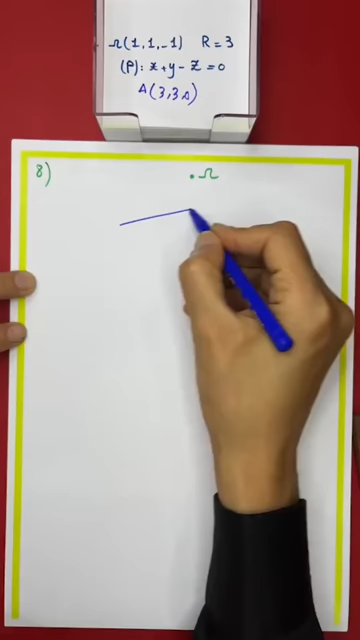 Ω(1,1,-1) R=3
(P): x+y-z=0
A(3,3,1)
8)
.Ω